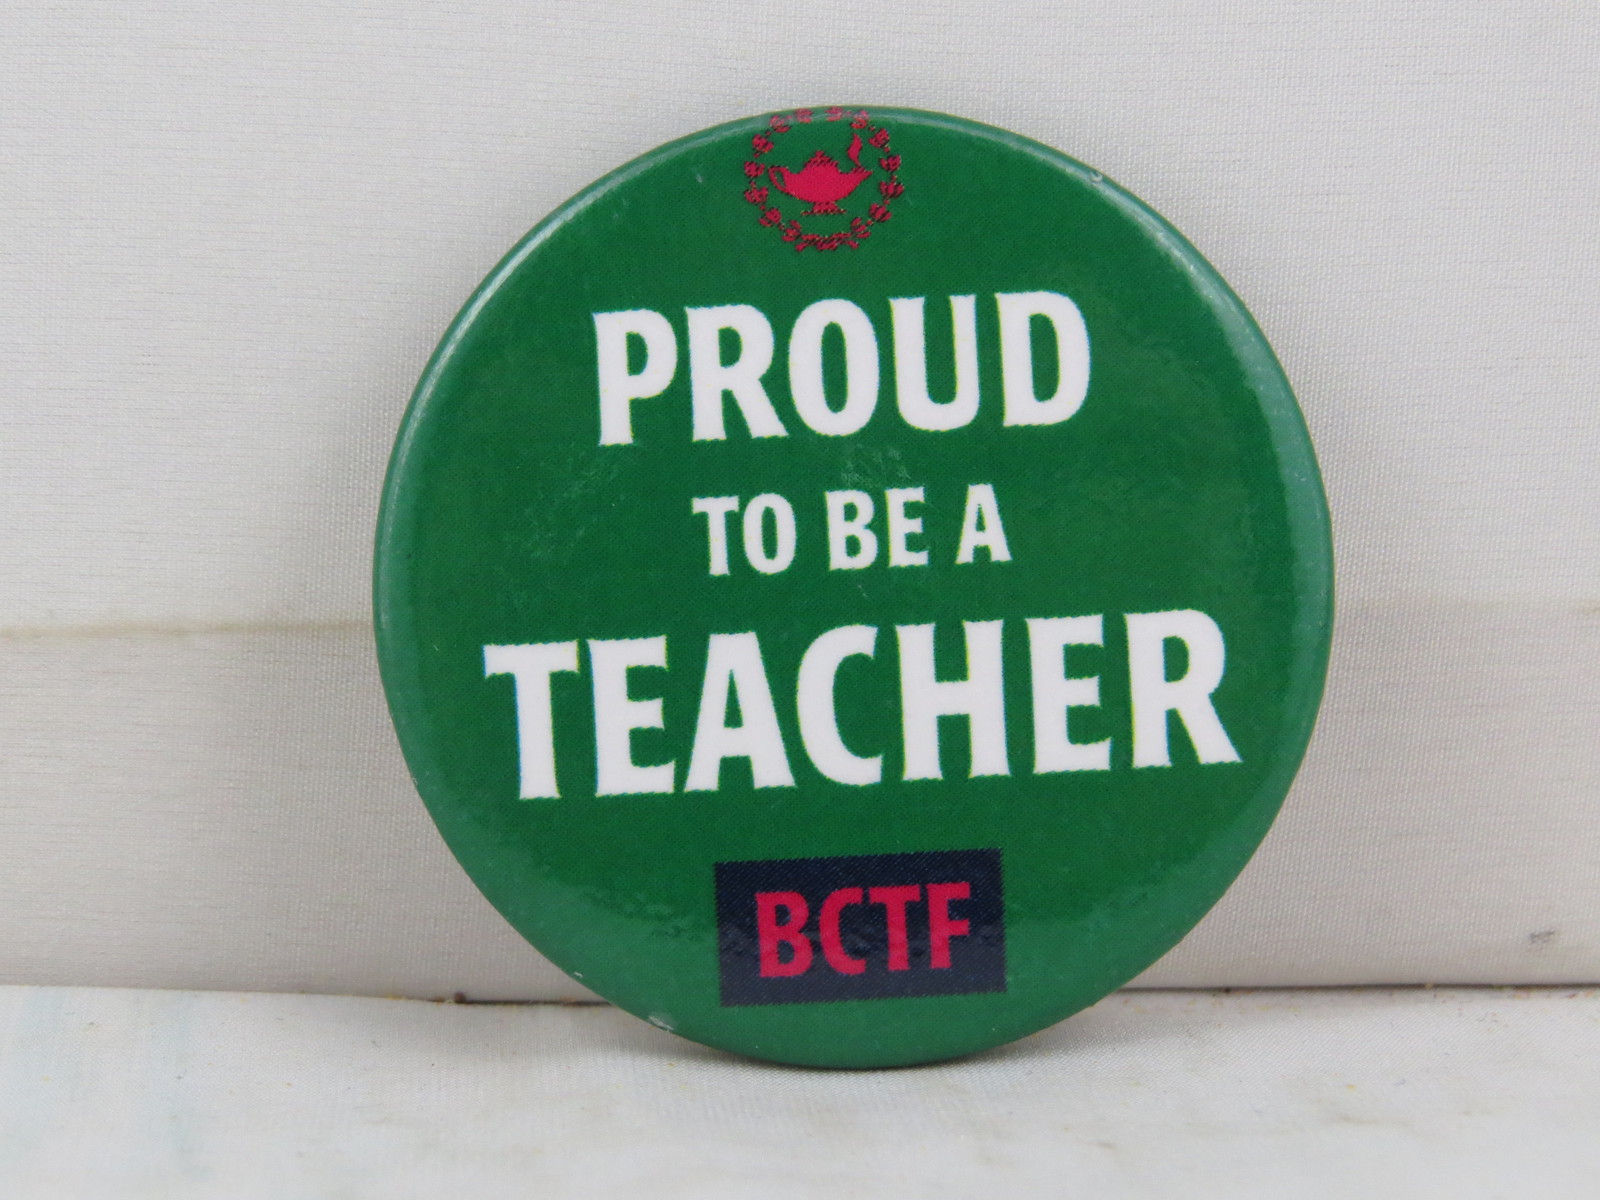 PROUD
TO BE A
TEACHER
BCTF